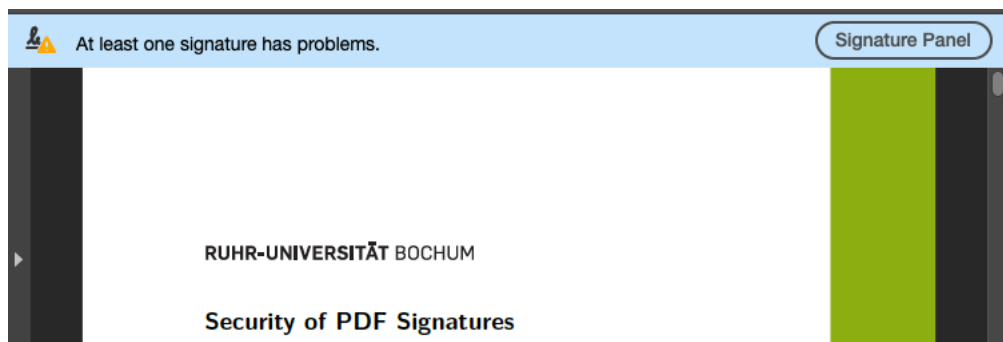 At least one signature has problems.
Signature Panel
RUHR-UNIVERSITÄT BOCHUM
Security of PDF Signatures